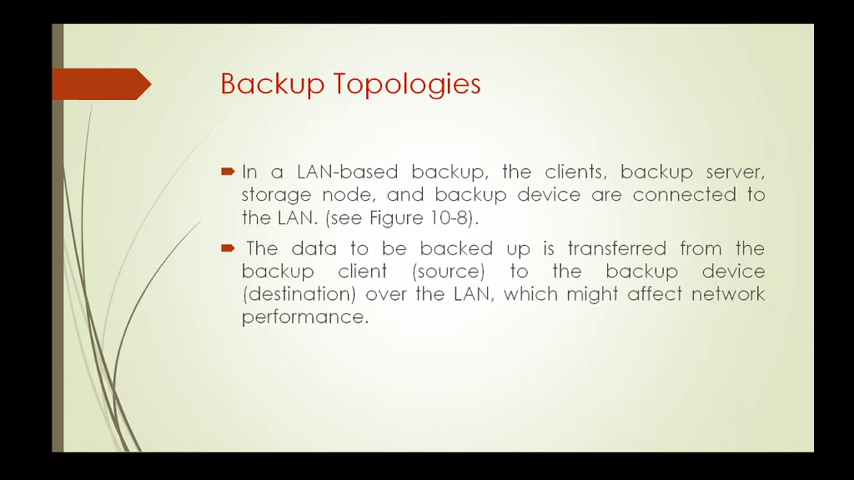 Backup Topologies
In a LAN-based backup, the clients, backup server,
storage node, and backup device are connected to
the LAN. (see Figure 10-8).
The data to be backed up is transferred from the
backup client (source) to the backup device
(destination) over the LAN, which might affect network
performance.